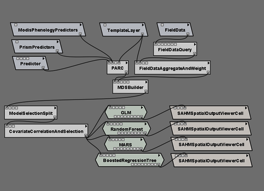 ModisPhenologyPredictors
TemplateLayer
FieldData
PrismPredictors
FieldDataQuery
Predictor
PARC
FieldDataAggregateAndWeight
MDSBuilder
ModelSelectionSplit
GLM
SAHMSpatialOutputViewerCell
CovariateCorrelationAndSelection
RandomForest
SAHMSpatialOutputViewerCell
MARS
SAHMSpatialOutputViewerCell
BoostedRegressionTree
SAHMSpatialOutputViewerCell